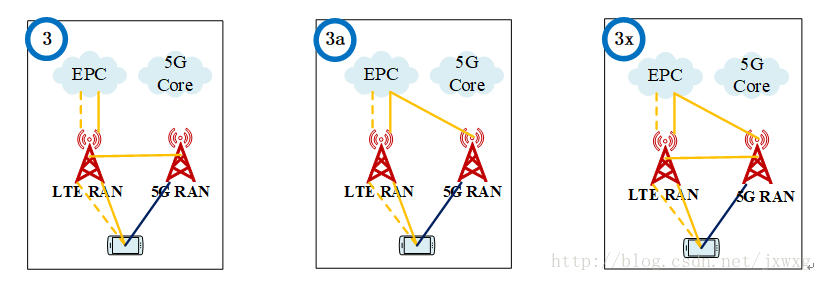 3
EPC
5G
Core
LTE RAN
5G RAN
3a
EPC
5G
Core
LTE RAN
5G RAN
3x
EPC
5G
Core
LTE RAN
5G RAN
http://blog.csdn.net/jxwxg